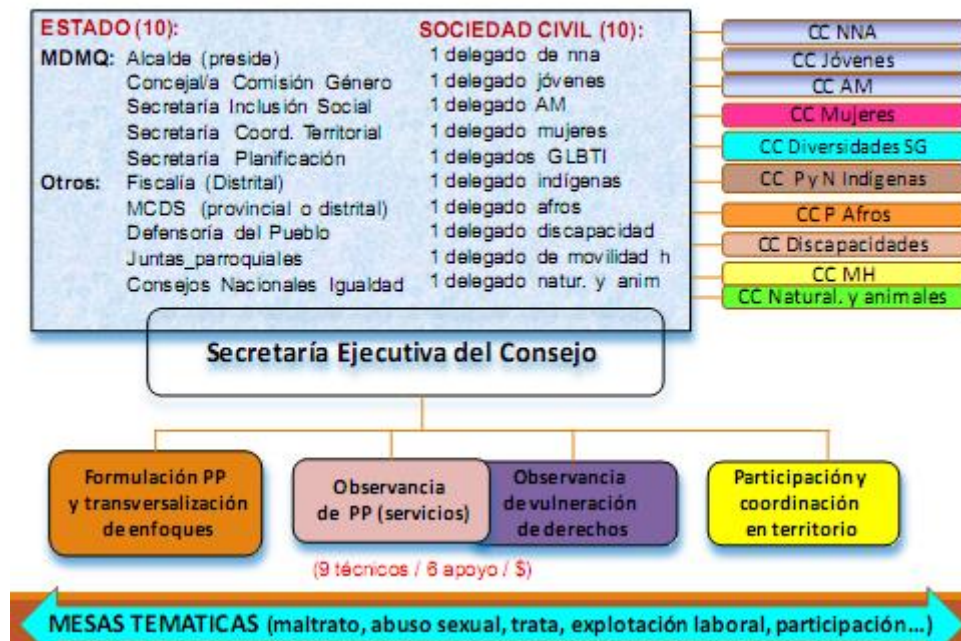 ESTADO (10):
MDMQ: Alcalde (preside)
Concejal/a Comisión Género
Secretaría Inclusión Social
Secretaría Coord. Territorial
Secretaría Planificación
Otros: Fiscalía (Distrital)
MCDS (provincial o distrital)
Defensoría del Pueblo
Juntas_parroquiales
Consejos Nacionales Igualdad
SOCIEDAD CIVIL (10):
1 delegado de nna
1 delegado jóvenes
1 delegado AM
1 delegado mujeres
1 delegados GLBTI
1 delegado indígenas
1 delegado afros
1 delegado discapacidad
1 delegado de movilidad h
1 delegado natur. y anim
CC NNA
CC Jóvenes
CC AM
CC Mujeres
CC Diversidades SG
CC P y N Indígenas
CC P Afros
CC Discapacidades
CC MH
CC Natural. y animales
Secretaría Ejecutiva del Consejo
Formulación PP
y transversalización
de enfoques
Observancia
de PP (servicios)
Observancia
de vulneración
de derechos
Participación y
coordinación
en territorio
(9 técnicos / 6 apoyo / $)
MESAS TEMATICAS (maltrato, abuso sexual, trata, explotación laboral, participación...)